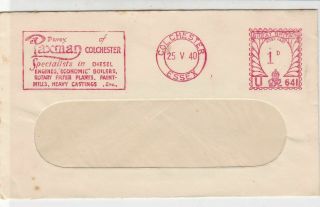 Davey of
Paxman COLCHESTER
Specialists in DIESEL
ENGINES, "ECONOMIC" BOILERS,
ROTARY FILTER PLANTS, PAINT-
MILLS, HEAVY CASTINGS, Etc.,
COLCHESTER
25 V 40
ESSEX
1D
U 641